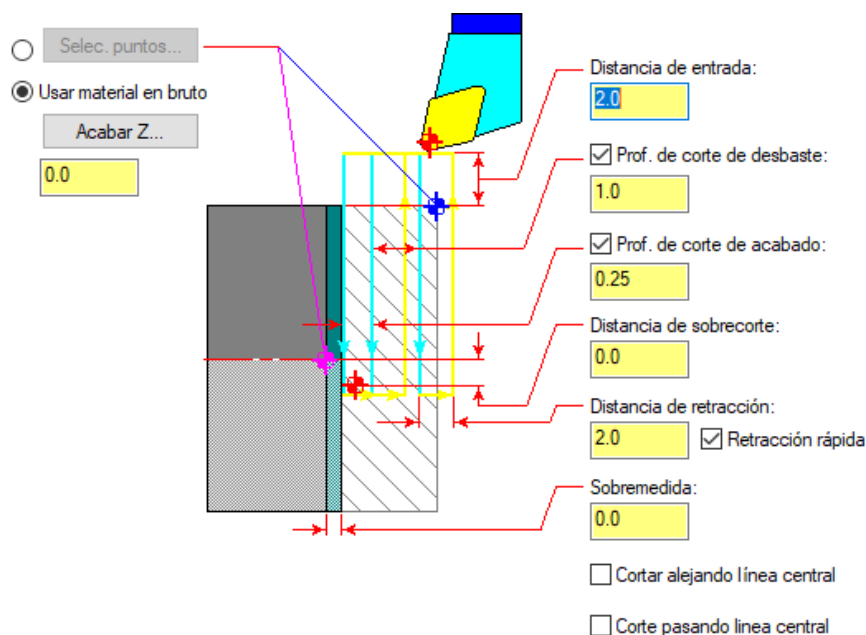 Selec. puntos...
Usar material en bruto
Acabar Z...
0.0
Distancia de entrada:
2.0
Prof. de corte de desbaste:
1.0
Prof. de corte de acabado:
0.25
Distancia de sobrecorte:
0.0
Distancia de retracción:
2.0
Retracción rápida
Sobremedida:
0.0
Cortar alejando línea central
Corte pasando linea central